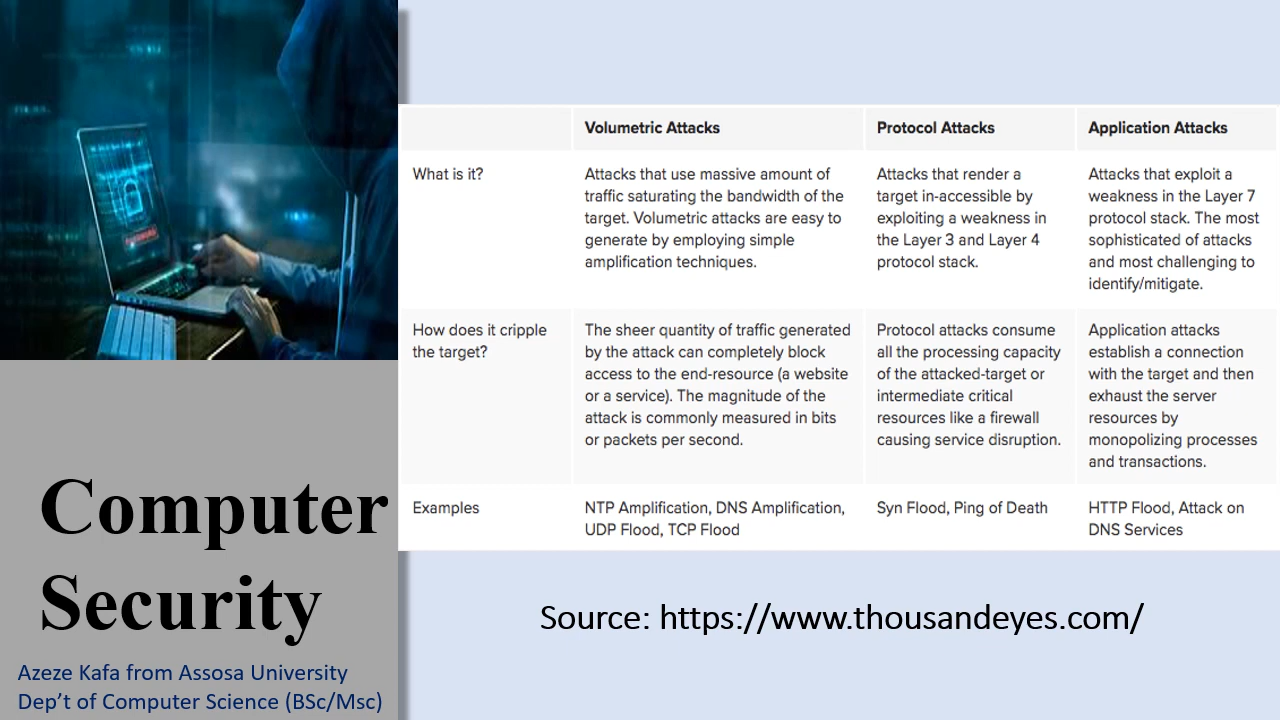 Computer
Security
Azeze Kafa from Assosa University
Dep't of Computer Science (BSc/Msc)
Volumetric Attacks
Protocol Attacks
Application Attacks
What is it?
Attacks that use massive amount of
traffic saturating the bandwidth of the
target. Volumetric attacks are easy to
generate by employing simple
amplification techniques.
Attacks that render a
target in-accessible by
exploiting a weakness in
the Layer 3 and Layer 4
protocol stack.
Attacks that exploit a
weakness in the Layer 7
protocol stack. The most
sophisticated of attacks
and most challenging to
identify/mitigate.
How does it cripple
the target?
The sheer quantity of traffic generated
by the attack can completely block
access to the end-resource (a website
or a service). The magnitude of the
attack is commonly measured in bits
or packets per second.
Protocol attacks consume
all the processing capacity
of the attacked-target or
intermediate critical
resources like a firewall
causing service disruption.
Application attacks
establish a connection
with the target and then
exhaust the server
resources by
monopolizing processes
and transactions.
Examples
NTP Amplification, DNS Amplification,
UDP Flood, TCP Flood
Syn Flood, Ping of Death
HTTP Flood, Attack on
DNS Services
Source: https://www.thousandeyes.com/